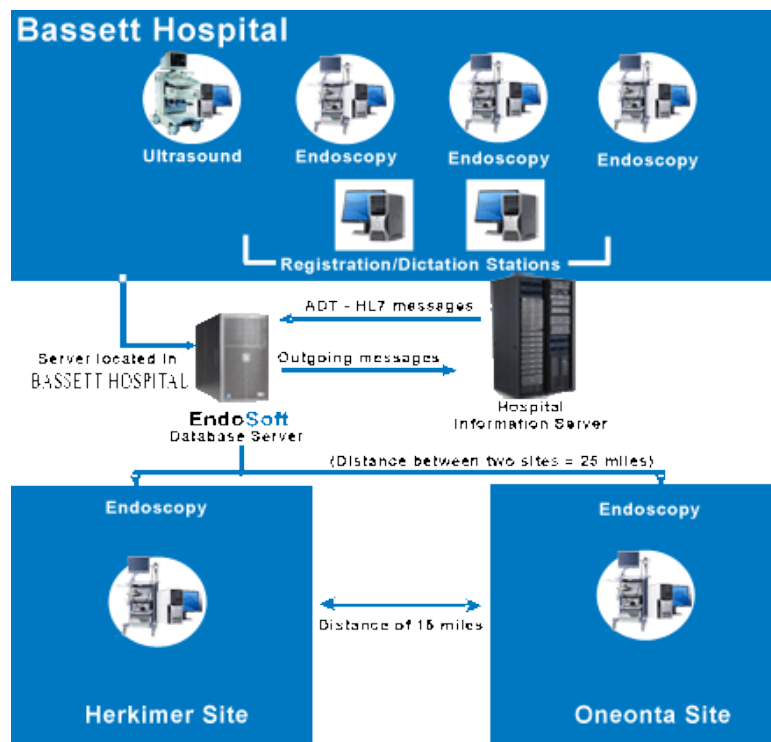 Bassett Hospital
Ultrasound
Endoscopy
Endoscopy
Endoscopy
Registration/Dictation Stations
ADT - HL7 messages
Server located in
BASSETT HOSPITAL
Outgoing messages
EndoSoft
Database Server
Hospital
Information Server
(Distance between two sites = 25 miles)
Endoscopy
Endoscopy
Distance of 15 miles
Herkimer Site
Oneonta Site